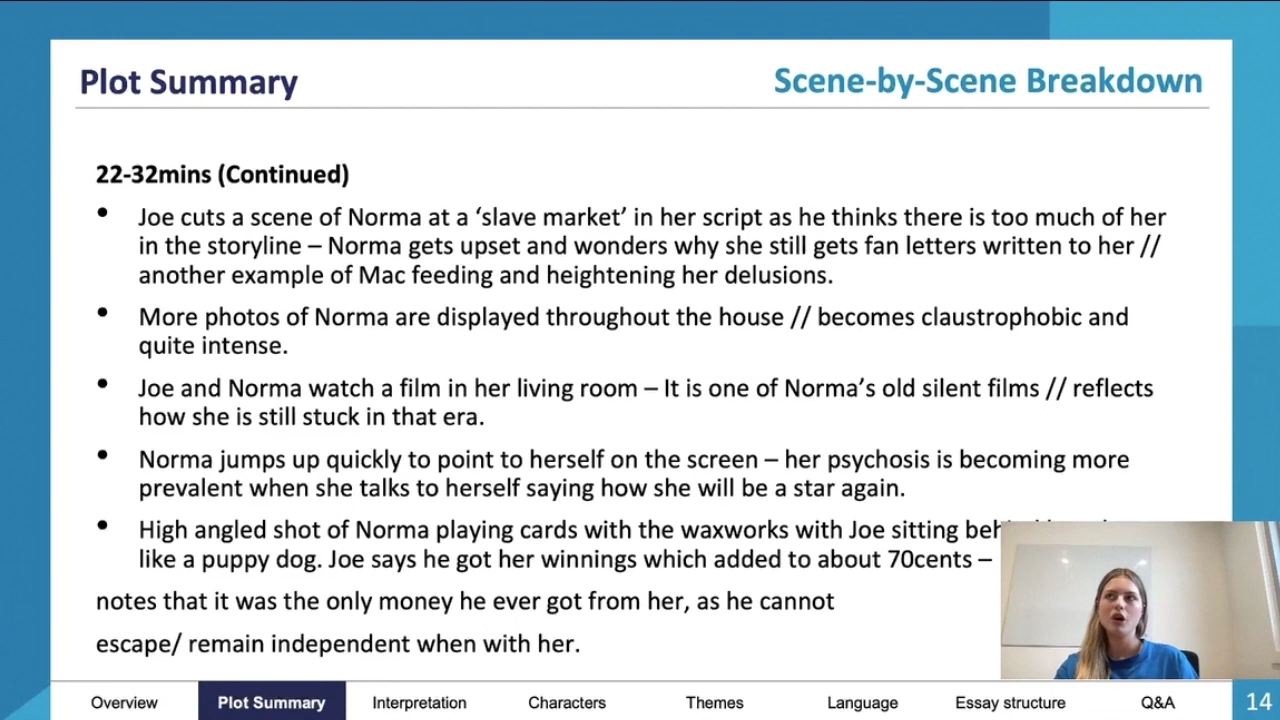 Plot Summary
Scene-by-Scene Breakdown
22-32mins (Continued)
• Joe cuts a scene of Norma at a ‘slave market’ in her script as he thinks there is too much of her
in the storyline – Norma gets upset and wonders why she still gets fan letters written to her //
another example of Mac feeding and heightening her delusions.
• More photos of Norma are displayed throughout the house // becomes claustrophobic and
quite intense.
• Joe and Norma watch a film in her living room – It is one of Norma’s old silent films // reflects
how she is still stuck in that era.
• Norma jumps up quickly to point to herself on the screen – her psychosis is becoming more
prevalent when she talks to herself saying how she will be a star again.
• High angled shot of Norma playing cards with the waxworks with Joe sitting
like a puppy dog. Joe says he got her winnings which added to about 70cents –
notes that it was the only money he ever got from her, as he cannot
escape/ remain independent when with her.
Overview
Plot Summary
Interpretation
Characters
Themes
Language
Essay structure
Q&A
14